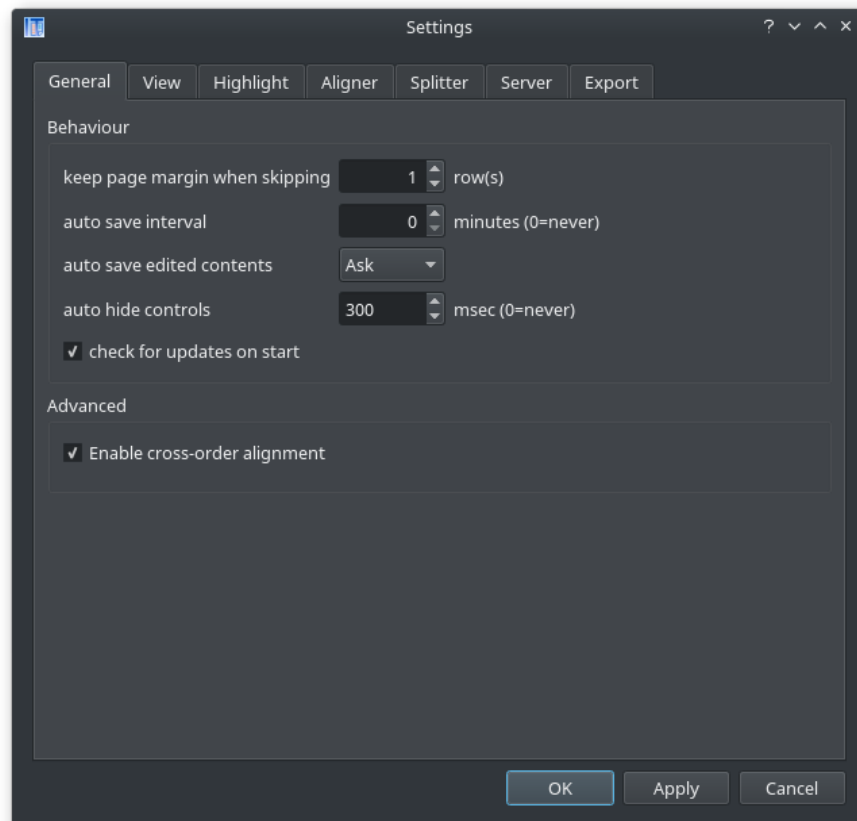 Settings
General View Highlight Aligner Splitter Server Export
Behaviour
keep page margin when skipping 1 row(s)
auto save interval 0 minutes (0=never)
auto save edited contents Ask
auto hide controls 300 msec (0=never)
check for updates on start
Advanced
Enable cross-order alignment
OK Apply Cancel